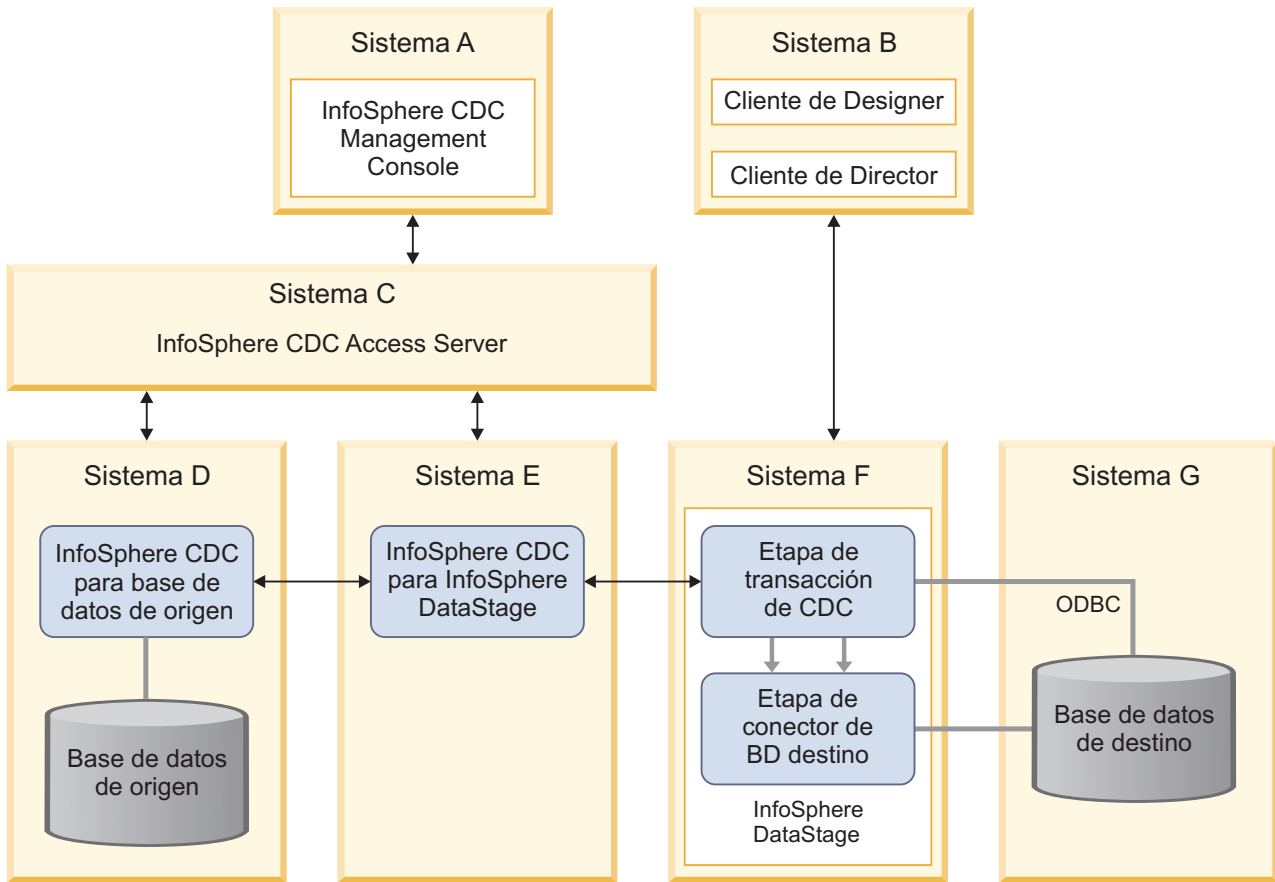 Sistema A
InfoSphere CDC
Management
Console
Sistema B
Cliente de Designer
Cliente de Director
Sistema C
InfoSphere CDC Access Server
Sistema D
InfoSphere CDC
para base de
datos de origen
Base de datos
de origen
Sistema E
InfoSphere CDC
para InfoSphere
DataStage
Sistema F
Etapa de
transacción
de CDC
Etapa de
conector de
BD destino
InfoSphere
DataStage
Sistema G
ODBC
Base de datos
de destino